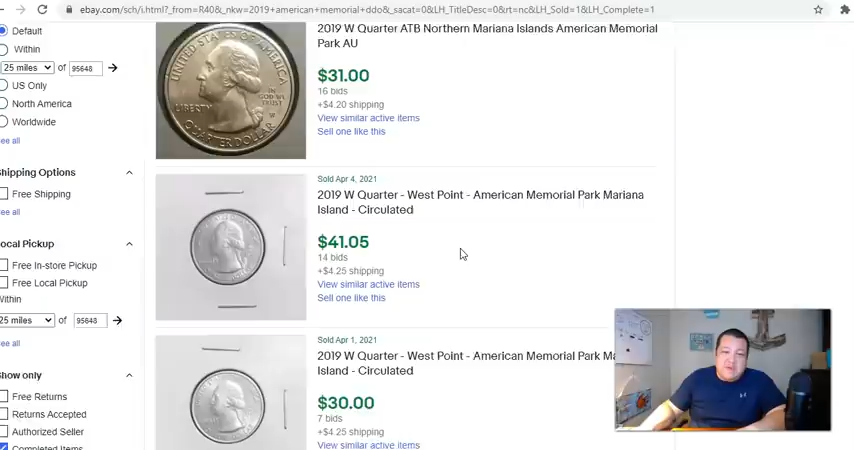 ebay.com/sch/i.html?_from=R40&_nkw=2019+american+memorial+ddo&_sacat=0&LH_TitleDesc=0&rt=nc&LH_Sold=1&LH_Complete=1
Default
Within
25 miles of 95648
US Only
North America
Worldwide
ee all
hipping Options
Free Shipping
ee all
ocal Pickup
Free In-store Pickup
Free Local Pickup
Within
25 miles of 95648
ee all
Show only
Free Returns
Returns Accepted
Authorized Seller
Completed Items
UNITED STATES OF AMERICA
LIBERTY
IN GOD WE TRUST
W
QUARTER DOLLAR
2019 W Quarter ATB Northern Mariana Islands American Memorial
Park AU
$31.00
16 bids
+$4.20 shipping
View similar active items
Sell one like this
Sold Apr 4, 2021
2019 W Quarter - West Point - American Memorial Park Mariana
Island - Circulated
$41.05
14 bids
+$4.25 shipping
View similar active items
Sell one like this
Sold Apr 1, 2021
2019 W Quarter - West Point - American Memorial Park Ma
Island - Circulated
$30.00
7 bids
+$4.25 shipping
View similar active items